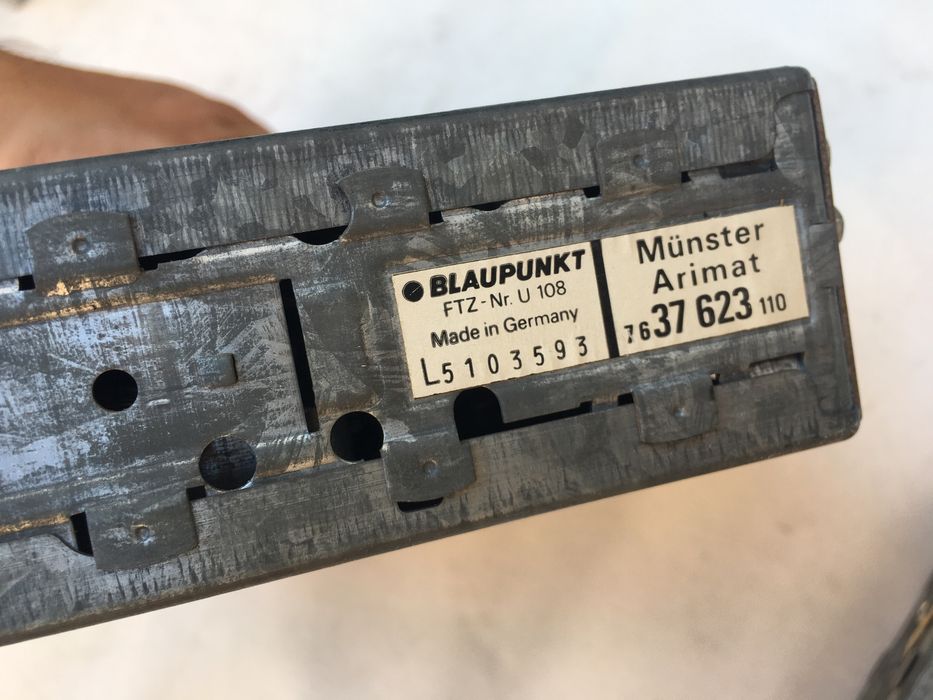 BLAUPUNKT
FTZ-Nr. U 108
Made in Germany
L5103593
Münster
Arimat
7637 623 110